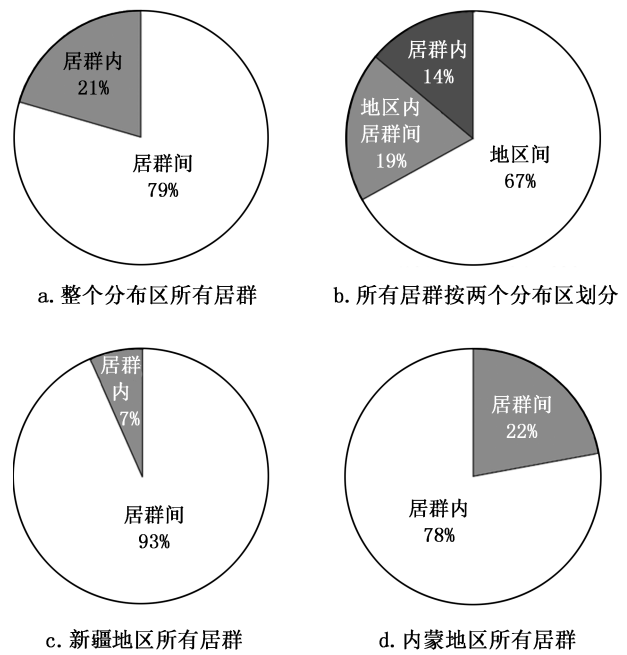 居群内
21%
居群间
79%
a.整个分布区所有居群
居群内
14%
地区内
居群间
19%
地区间
67%
b.所有居群按两个分布区划分
居群
内
7%
居群间
93%
c.新疆地区所有居群
居群间
22%
居群内
78%
d.内蒙地区所有居群